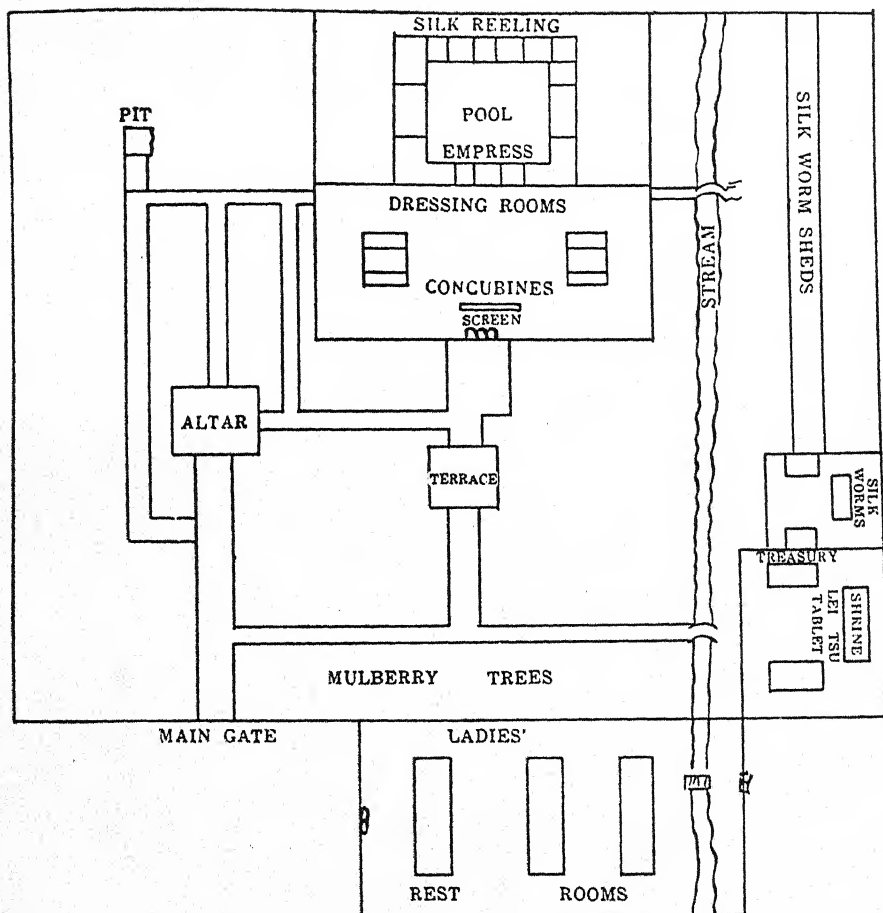 SILK REELING
PIT
POOL
EMPRESS
DRESSING ROOMS
CONCUBINES
SCREEN
STREAM
SILK WORM SHEDS
ALTAR
TERRACE
SILK
WORMS
TREASURY
SHRINE
LEI TSU
TABLET
MULBERRY TREES
MAIN GATE
LADIES'
REST ROOMS